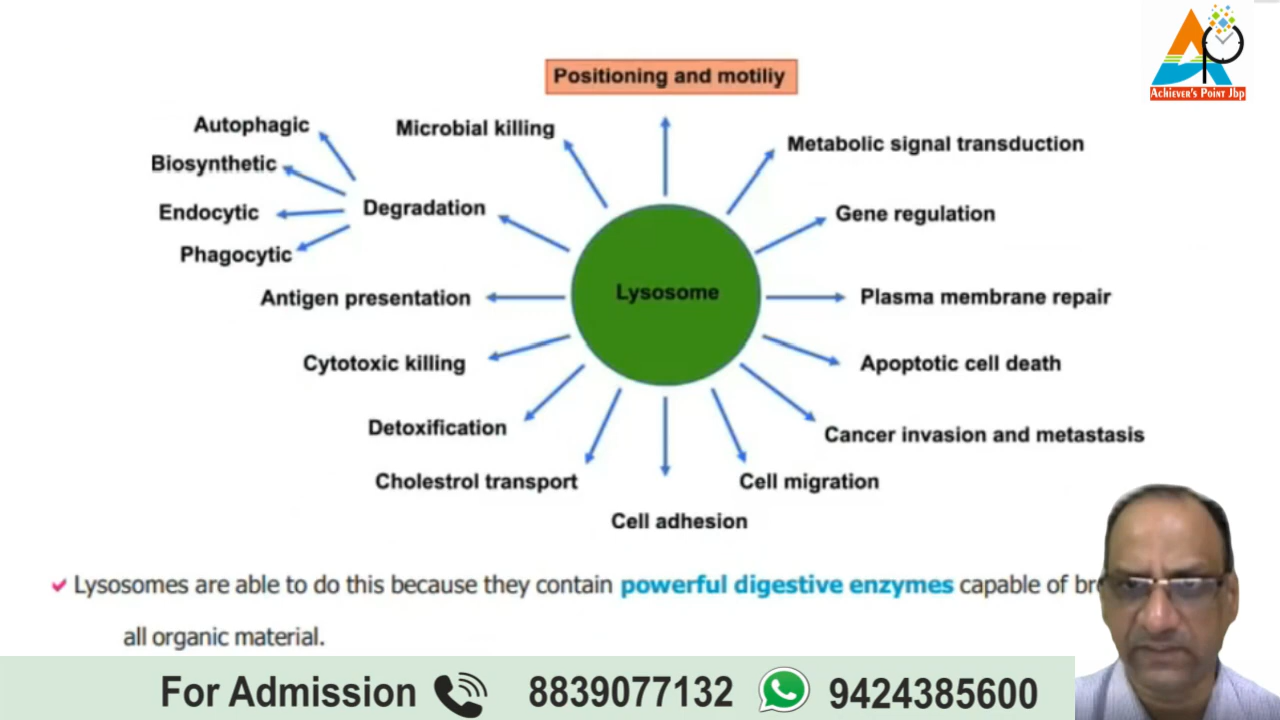 ACHIEVER'S POINT JBP
Positioning and motiliy
Autophagic
Microbial killing
Metabolic signal transduction
Biosynthetic
Endocytic
Degradation
Gene regulation
Phagocytic
Antigen presentation
Lysosome
Plasma membrane repair
Cytotoxic killing
Apoptotic cell death
Detoxification
Cancer invasion and metastasis
Cholestrol transport
Cell migration
Cell adhesion
Lysosomes are able to do this because they contain powerful digestive enzymes capable of
all organic material.
For Admission 8839077132 9424385600